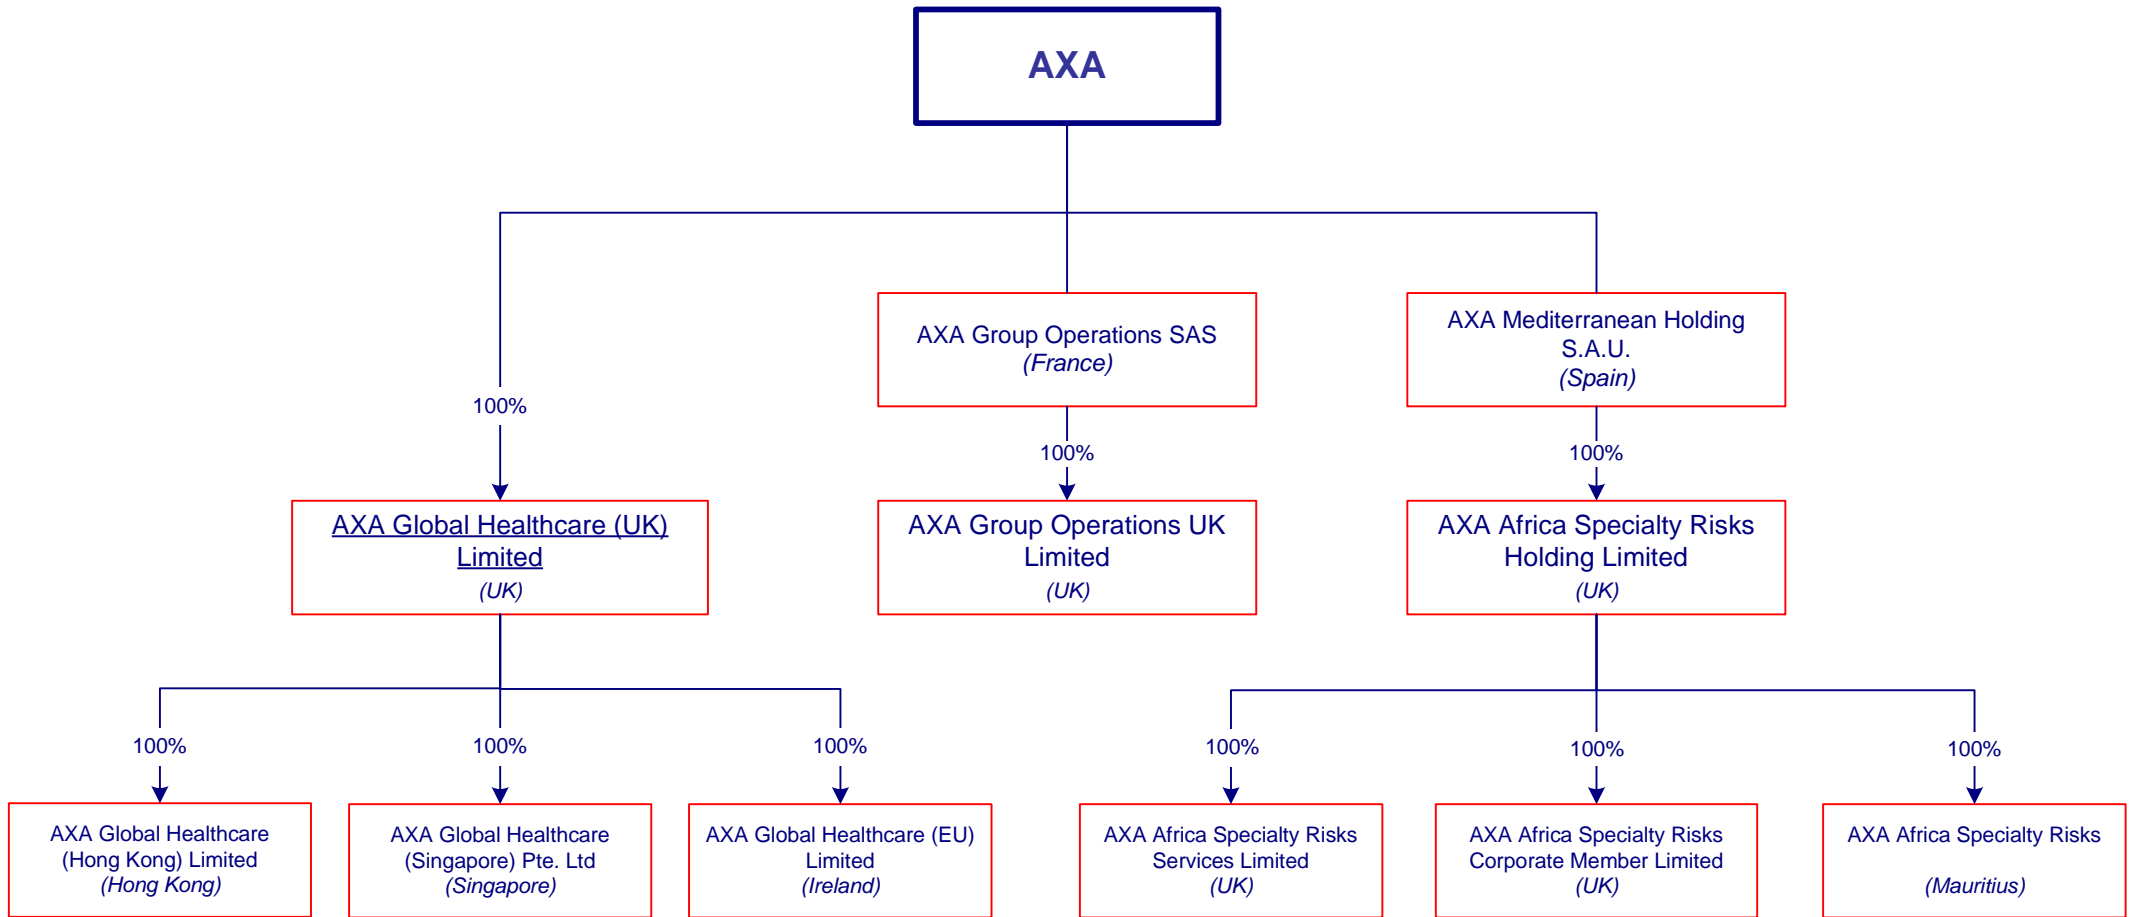 AXA
AXA Group Operations SAS
(France)
AXA Mediterranean Holding
S.A.U.
(Spain)
100%
100%
100%
AXA Global Healthcare (UK)
Limited
(UK)
AXA Group Operations UK
Limited
(UK)
AXA Africa Specialty Risks
Holding Limited
(UK)
100%
100%
100%
100%
100%
100%
AXA Global Healthcare
(Hong Kong) Limited
(Hong Kong)
AXA Global Healthcare
(Singapore) Pte. Ltd
(Singapore)
AXA Global Healthcare (EU)
Limited
(Ireland)
AXA Africa Specialty Risks
Services Limited
(UK)
AXA Africa Specialty Risks
Corporate Member Limited
(UK)
AXA Africa Specialty Risks
(Mauritius)